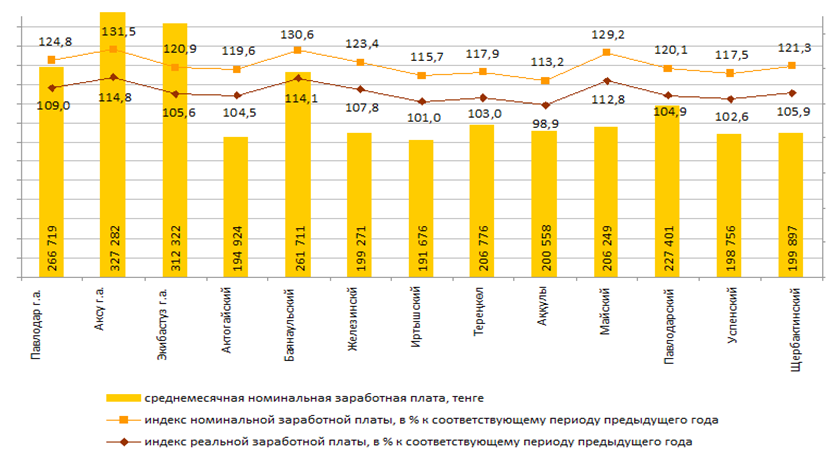 124,8 131,5 120,9 119,6 130,6 123,4 115,7 117,9 113,2 129,2 120,1 117,5 121,3
109,0 114,8 105,6 104,5 114,1 107,8 101,0 103,0 98,9 112,8 104,9 102,6 105,9
266 719 327 282 312 322 194 924 261 711 199 271 191 676 206 776 200 558 206 249 227 401 198 756 199 897
Павлодар г.а. Аксу г.а. Экибастуз г.а. Актогайский Баянаульский Железинскй Иртышский Тереңкөл Аққулы Майский Павлодарский Успенский Щербактинский
среднемесячная номинальная заработная плата, тенге
индекс номинальной заработной платы, в % к соответствующему периоду предыдущего года
индекс реальной заработной платы, в % к соответствующему периоду предыдущего года